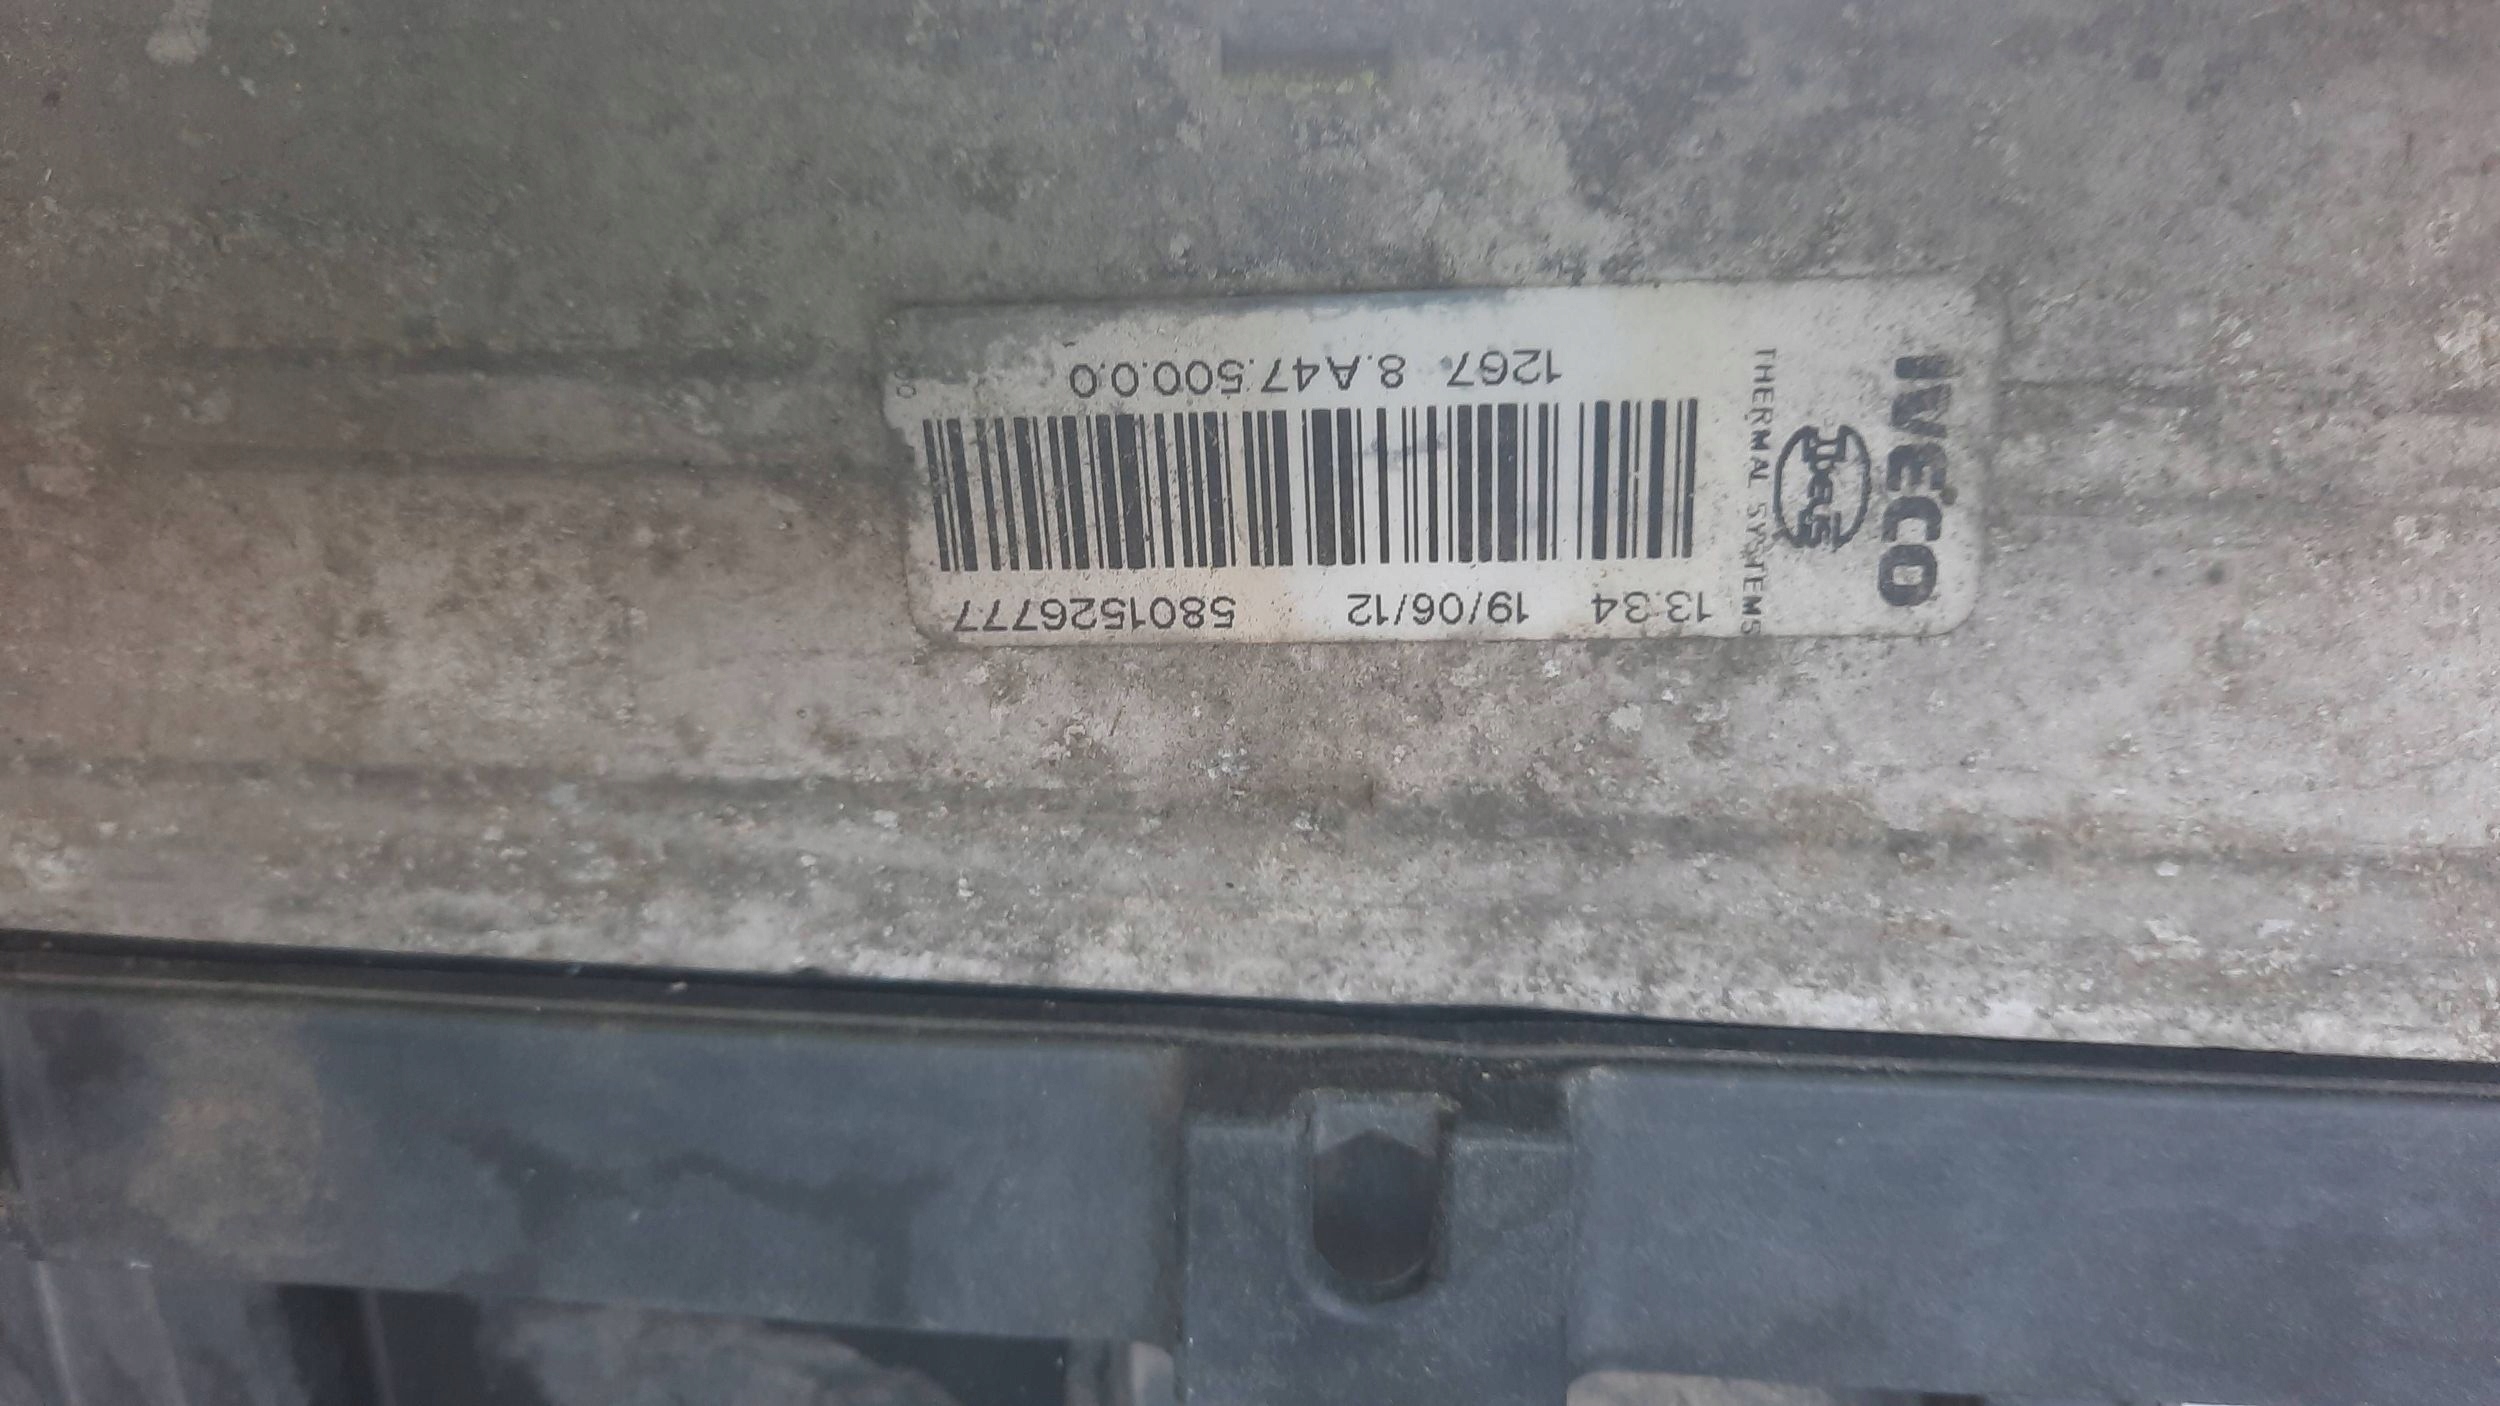 IVECO
THERMAL SYSTEMS
13:34 19/06/12 5801526777
1267 8.A47.500.0.0